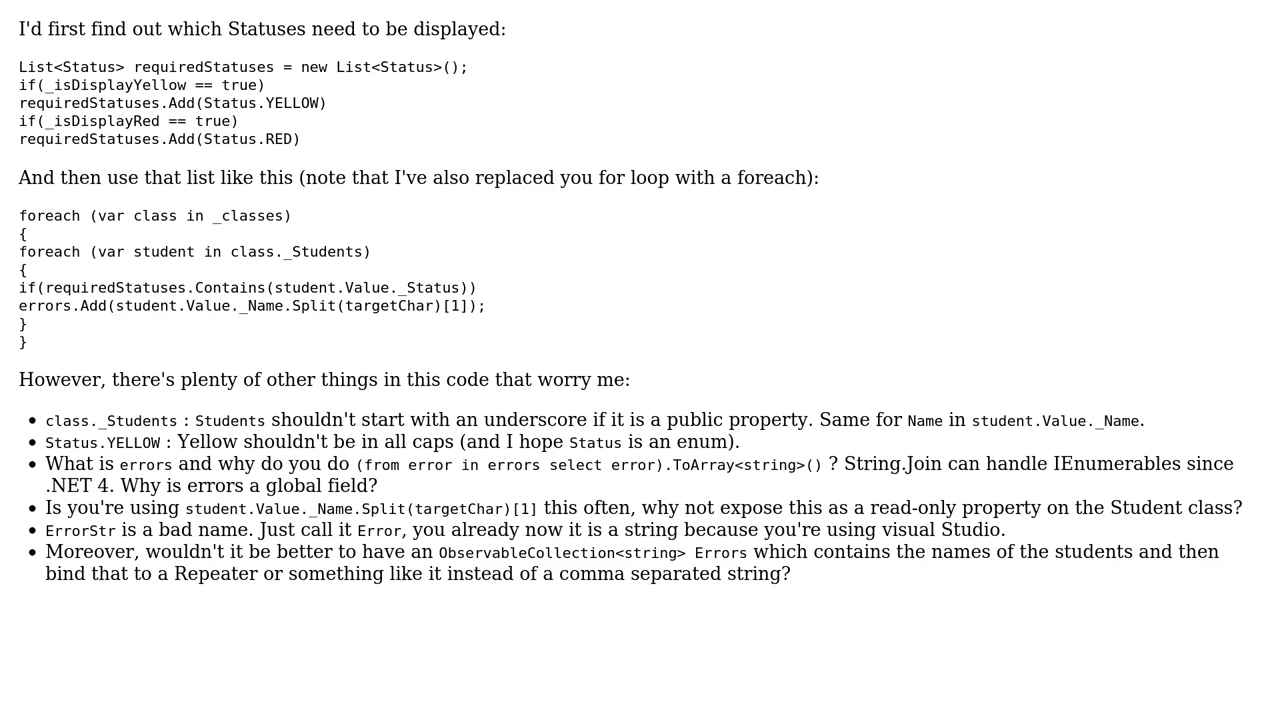 I'd first find out which Statuses need to be displayed:
List<Status> requiredStatuses = new List<Status>();
if(_isDisplayYellow == true)
requiredStatuses.Add(Status.YELLOW)
if(_isDisplayRed == true)
requiredStatuses.Add(Status.RED)
And then use that list like this (note that I've also replaced you for loop with a foreach):
foreach (var class in _classes)
{
foreach (var student in class._Students)
{
if(requiredStatuses.Contains(student.Value._Status))
errors.Add(student.Value._Name.Split(targetChar)[1]);
}
}
However, there's plenty of other things in this code that worry me:
• class._Students : Students shouldn't start with an underscore if it is a public property. Same for Name in student.Value._Name.
• Status.YELLOW : Yellow shouldn't be in all caps (and I hope Status is an enum).
• What is errors and why do you do (from error in errors select error).ToArray<string>() ? String.Join can handle IEnumerables since
.NET 4. Why is errors a global field?
• Is you're using student.Value._Name.Split(targetChar)[1] this often, why not expose this as a read-only property on the Student class?
• ErrorStr is a bad name. Just call it Error, you already now it is a string because you're using visual Studio.
• Moreover, wouldn't it be better to have an ObservableCollection<string> Errors which contains the names of the students and then
bind that to a Repeater or something like it instead of a comma separated string?